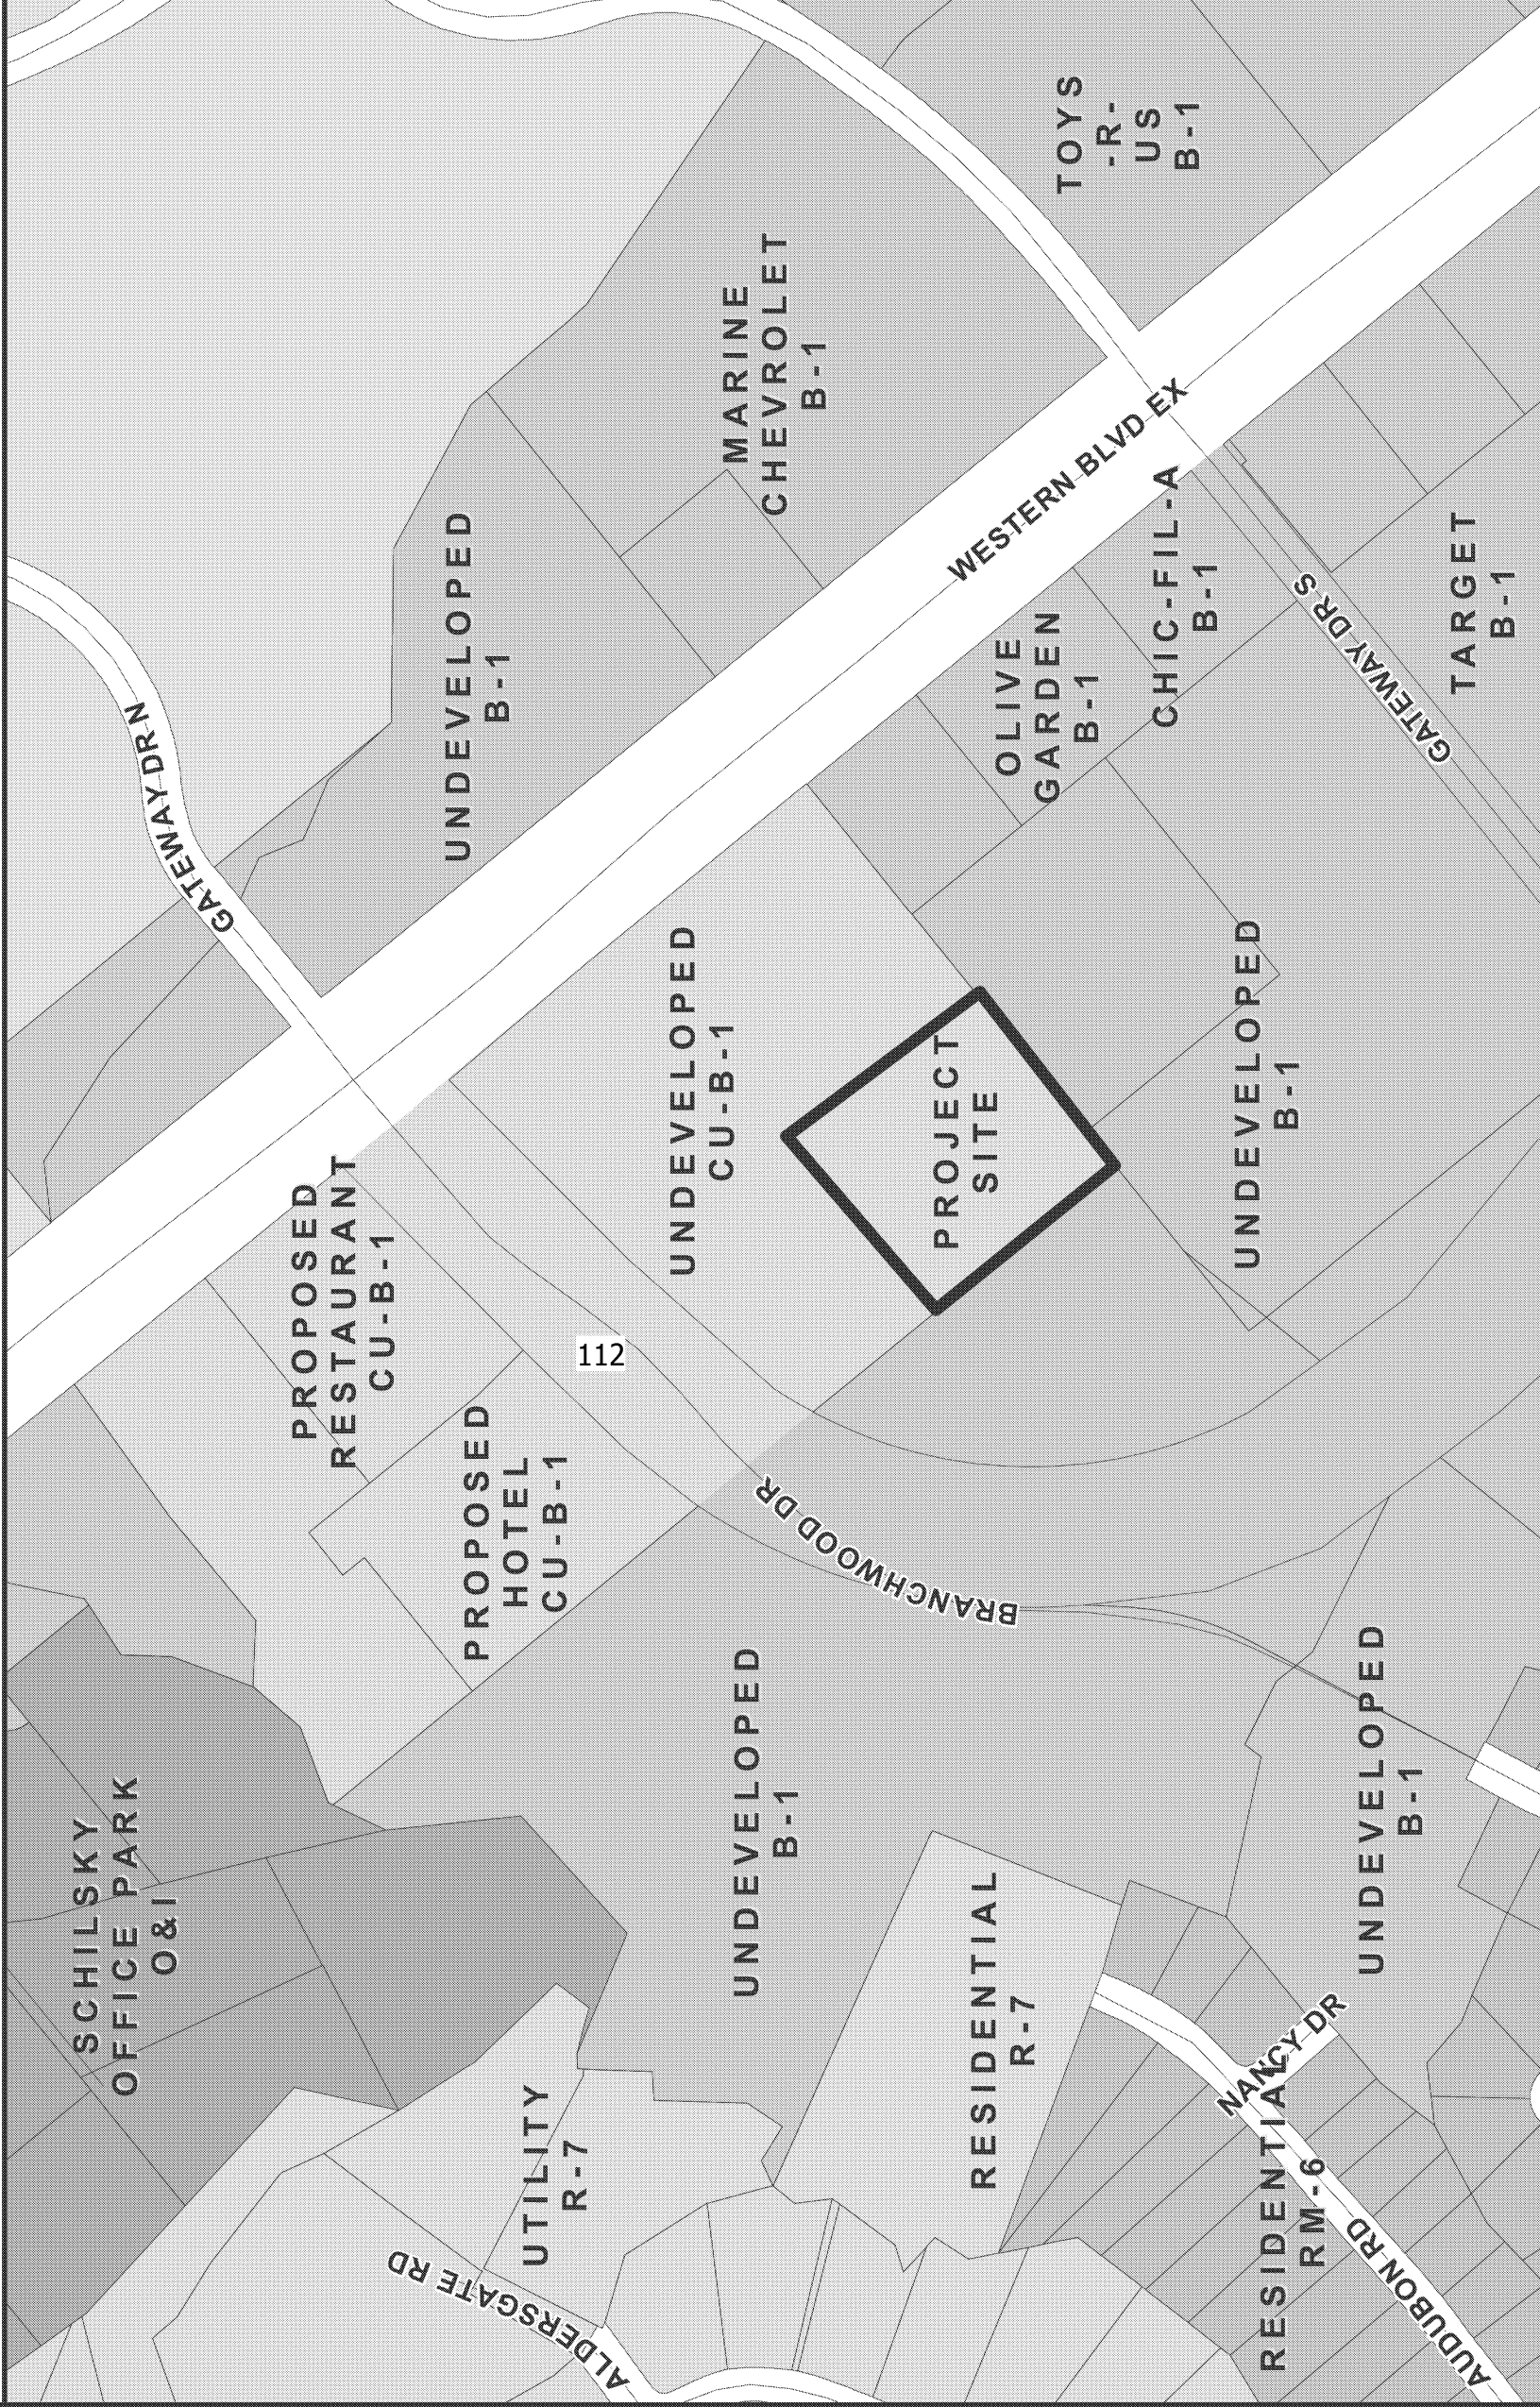 TOYS
-R-
US
B-1
MARINE
CHEVROLET
B-1
WESTERN BLVD EX
CHIC-FIL-A
B-1
GATEWAY DR S
TARGET
B-1
OLIVE
GARDEN
B-1
UNDEVELOPED
B-1
GATEWAY DR N
UNDEVELOPED
CU-B-1
PROJECT
SITE
UNDEVELOPED
B-1
PROPOSED
RESTAURANT
CU-B-1
112
PROPOSED
HOTEL
CU-B-1
BRANCHWOOD DR
UNDEVELOPED
B-1
UNDEVELOPED
B-1
SCHILSKY
OFFICE PARK
O&I
RESIDENTIAL
R-7
UTILITY
R-7
NANCY DR
RESIDENTIAL
RM-6
AUDUBON RD
ALDERSGATE RD